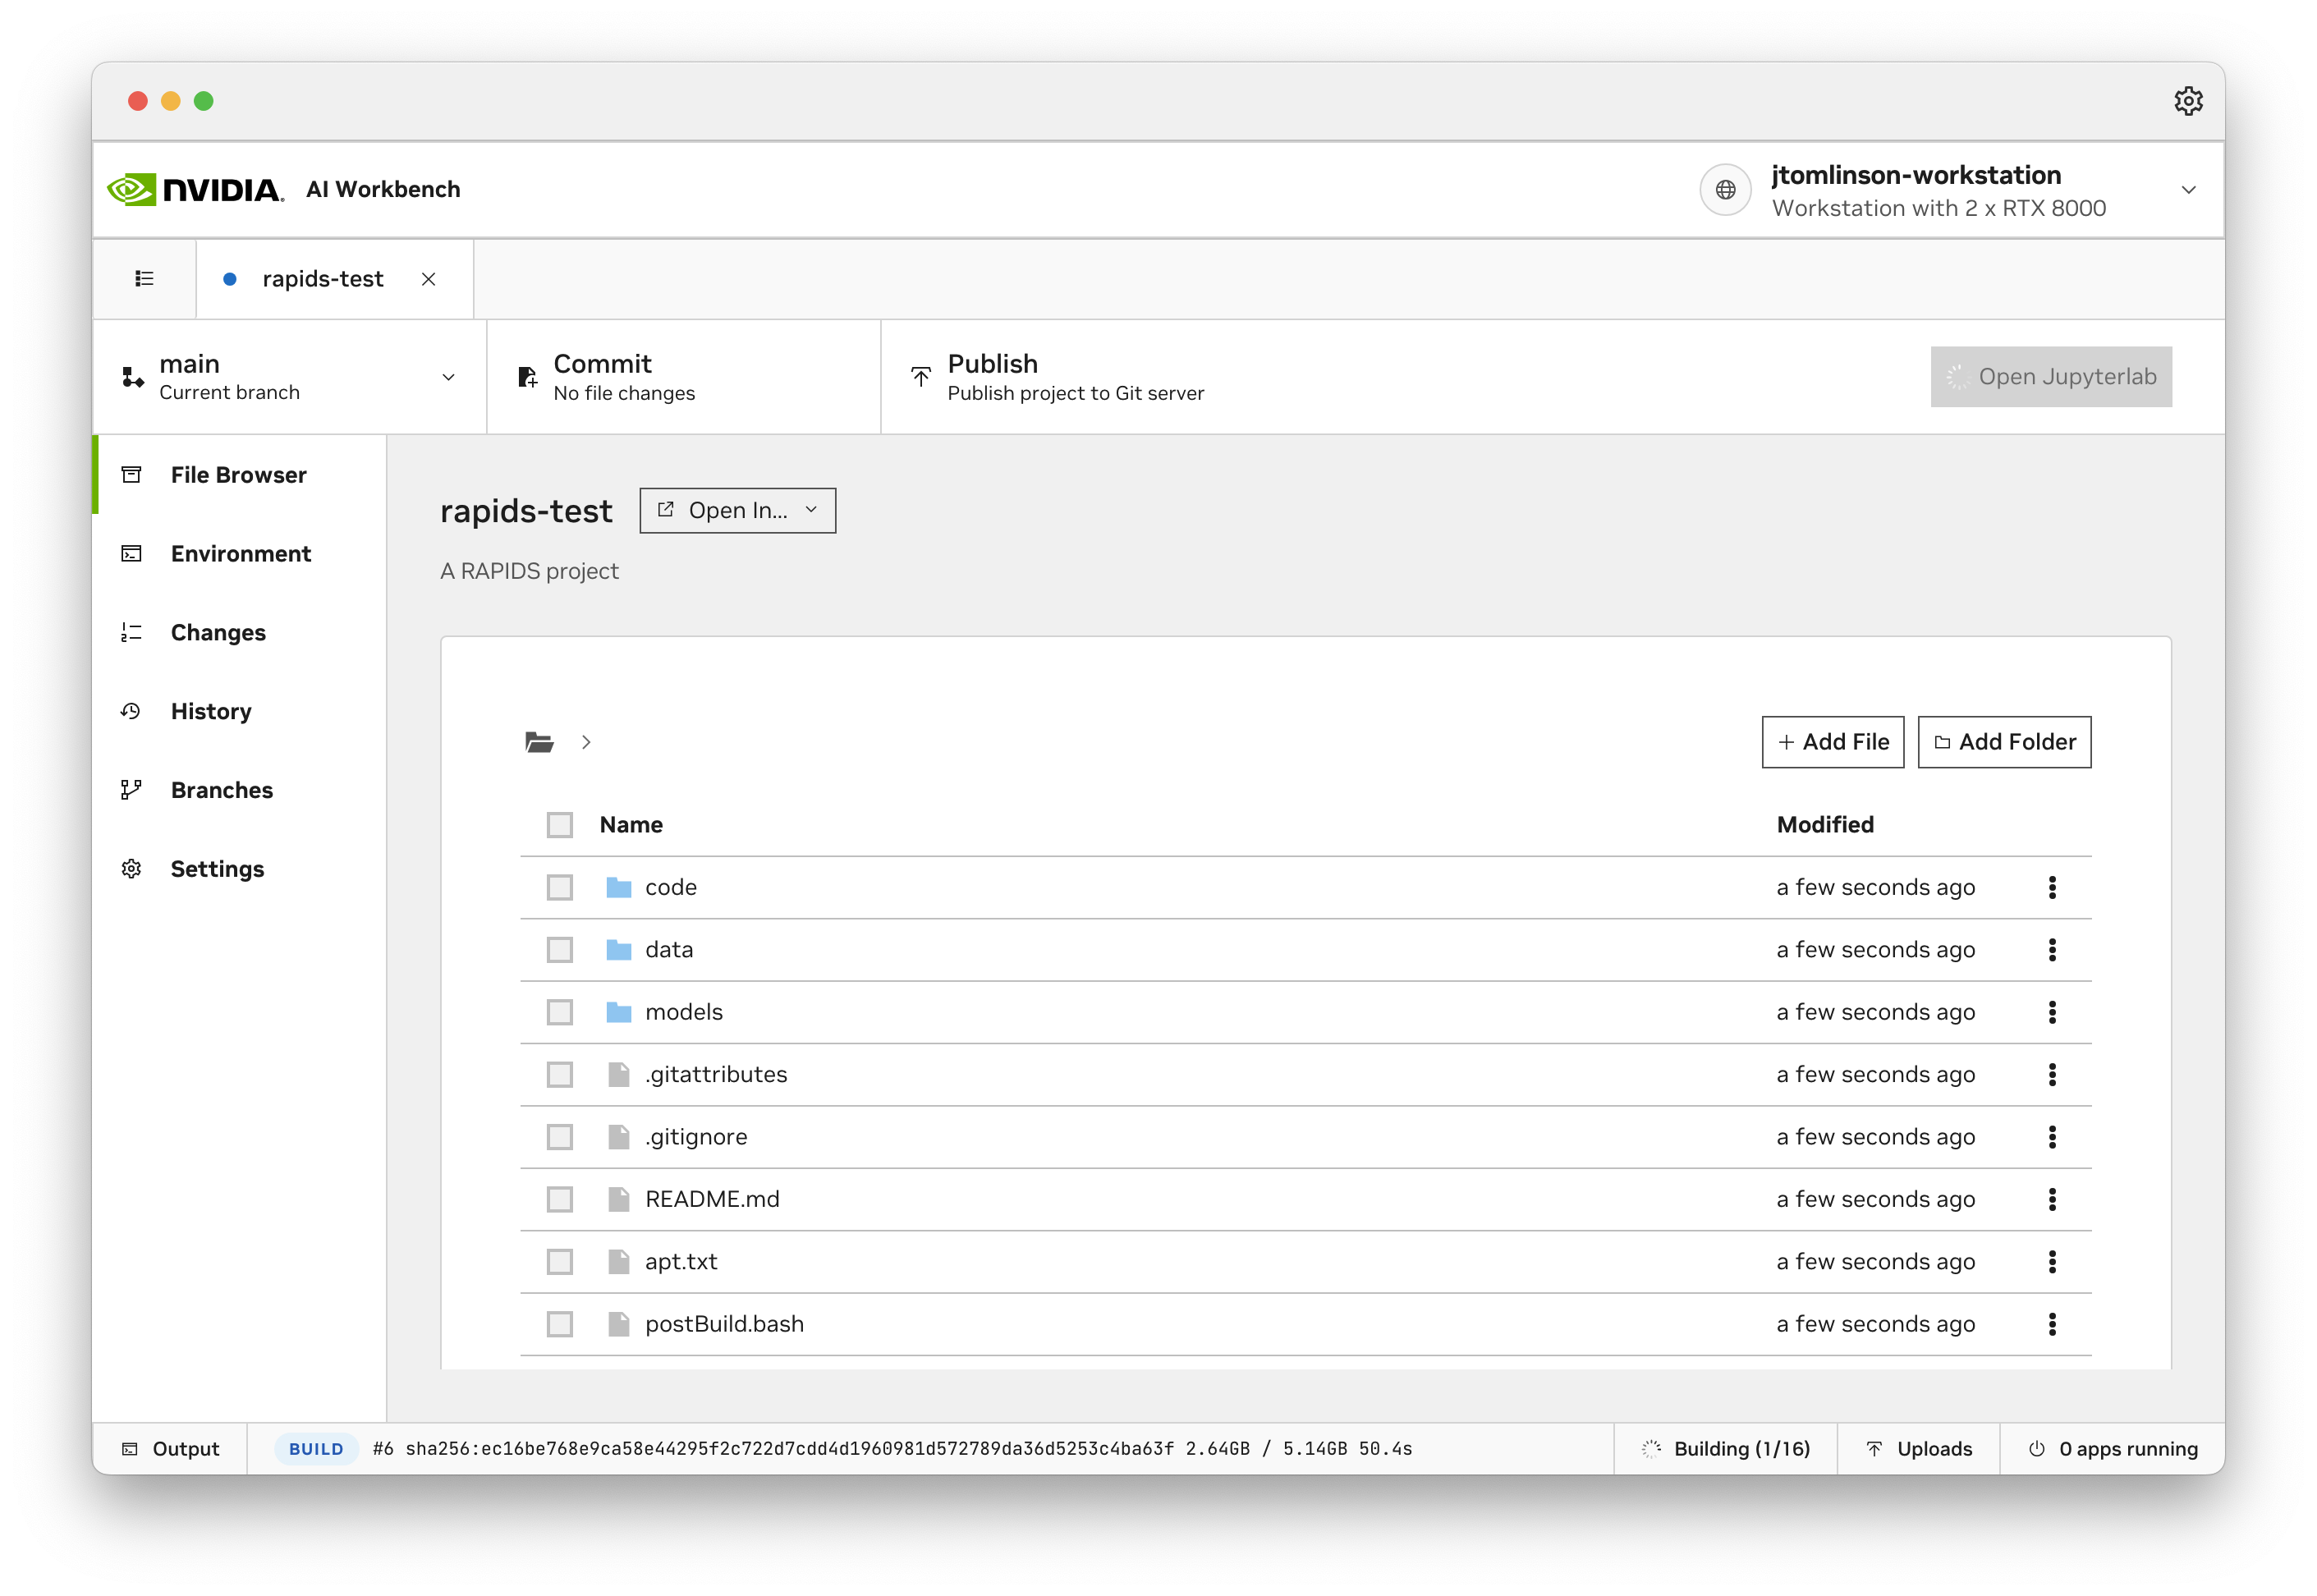 NVIDIA. AI Workbench
jtomlinson-workstation
Workstation with 2 x RTX 8000
rapids-test
main
Current branch
Commit
No file changes
Publish
Publish project to Git server
Open Jupyterlab
File Browser
Environment
Changes
History
Branches
Settings
rapids-test
Open In...
A RAPIDS project
+ Add File
Add Folder
Name Modified
code a few seconds ago
data a few seconds ago
models a few seconds ago
.gitattributes a few seconds ago
.gitignore a few seconds ago
README.md a few seconds ago
apt.txt a few seconds ago
postBuild.bash a few seconds ago
Output
BUILD #6 sha256:ec16be768e9ca58e44295f2c722d7cdd4d1960981d572789da36d5253c4ba63f 2.64GB / 5.14GB 50.4s
Building (1/16)
Uploads
0 apps running